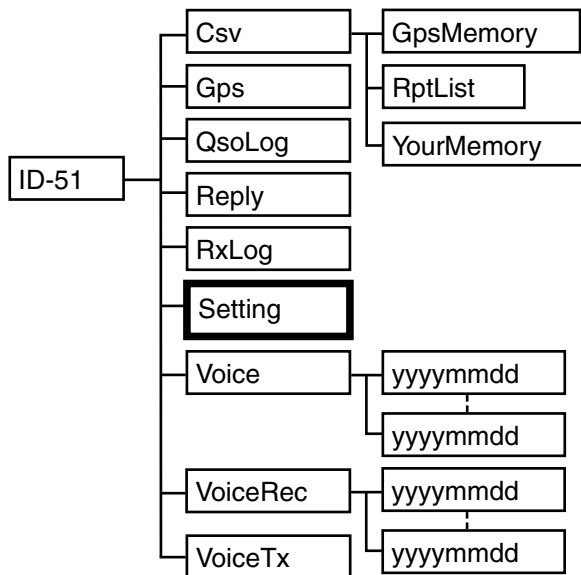 ID-51
Csv
GpsMemory
RptList
YourMemory
Gps
QsoLog
Reply
RxLog
Setting
Voice
yyyymmdd
yyyymmdd
VoiceRec
yyyymmdd
yyyymmdd
VoiceTx